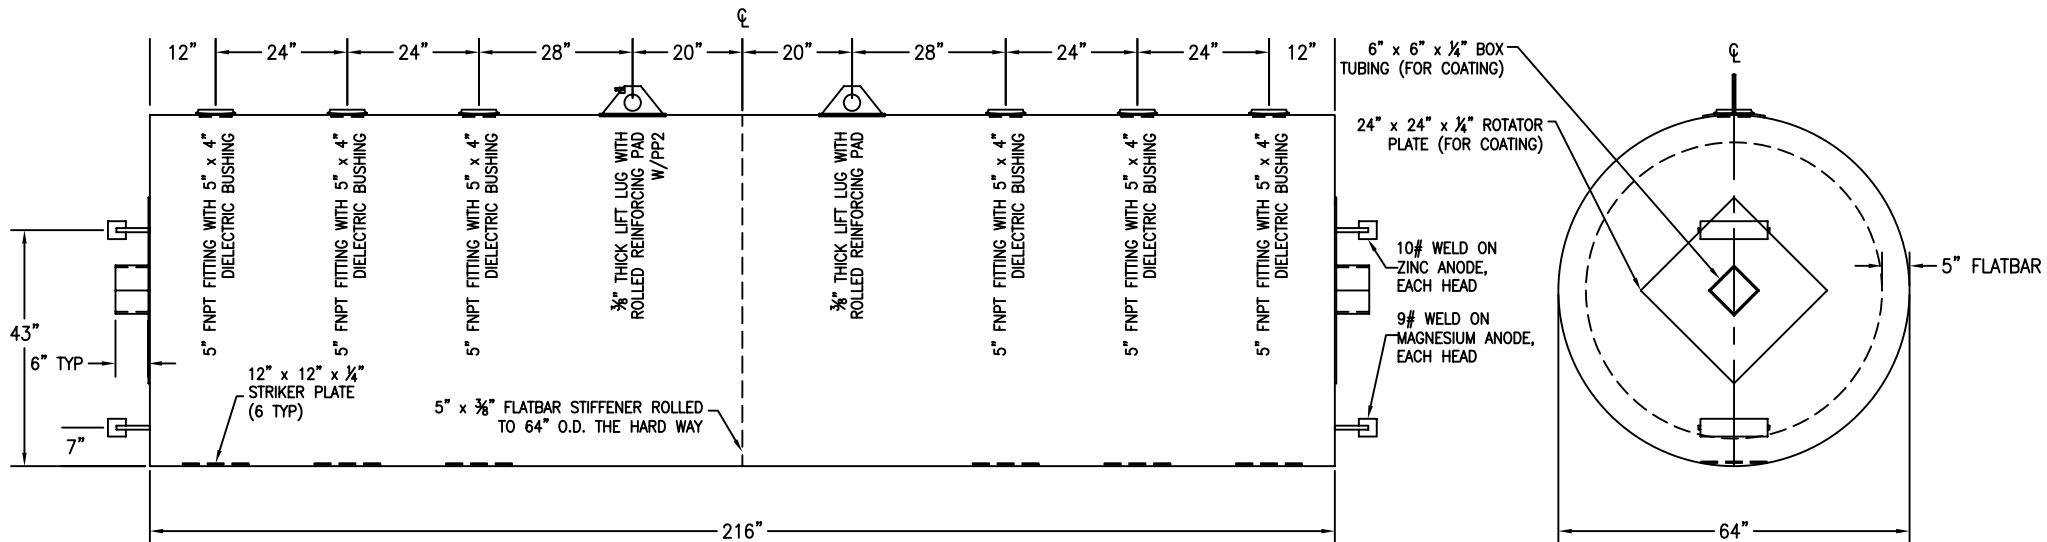 ℄
12" 24" 24" 28" 20" 20" 28" 24" 24" 12"
5" FNPT FITTING WITH 5" x 4"
DIELECTRIC BUSHING
5" FNPT FITTING WITH 5" x 4"
DIELECTRIC BUSHING
5" FNPT FITTING WITH 5" x 4"
DIELECTRIC BUSHING
⅜" THICK LIFT LUG WITH
ROLLED REINFORCING PAD
W/PP2
⅜" THICK LIFT LUG WITH
ROLLED REINFORCING PAD
5" FNPT FITTING WITH 5" x 4"
DIELECTRIC BUSHING
5" FNPT FITTING WITH 5" x 4"
DIELECTRIC BUSHING
5" FNPT FITTING WITH 5" x 4"
DIELECTRIC BUSHING
43"
6" TYP
7"
12" x 12" x ¼"
STRIKER PLATE
(6 TYP)
5" x ⅜" FLATBAR STIFFENER ROLLED
TO 64" O.D. THE HARD WAY
216"
10# WELD ON
ZINC ANODE,
EACH HEAD
9# WELD ON
MAGNESIUM ANODE,
EACH HEAD
6" x 6" x ¼" BOX
TUBING (FOR COATING)
24" x 24" x ¼" ROTATOR
PLATE (FOR COATING)
℄
5" FLATBAR
64"